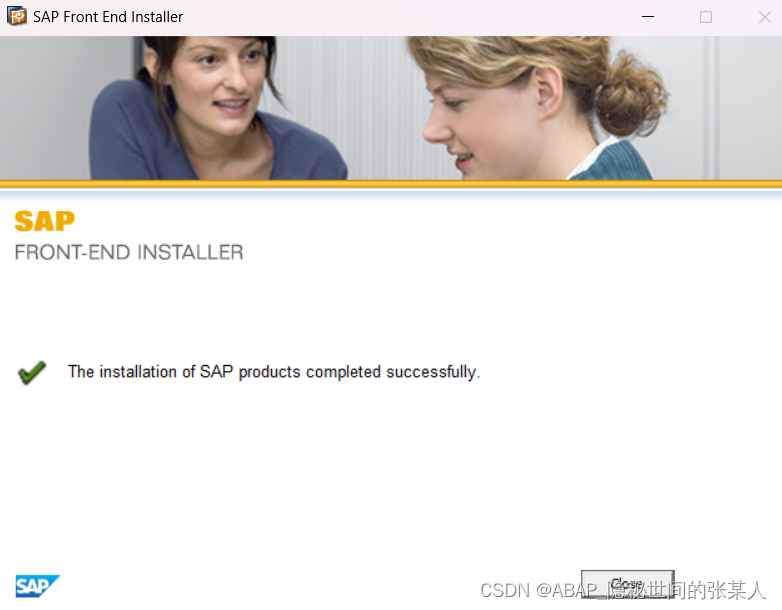 SAP Front End Installer
SAP
FRONT-END INSTALLER
The installation of SAP products completed successfully.
SAP
Close
CSDN @ABAP_隐秘世间的张某人